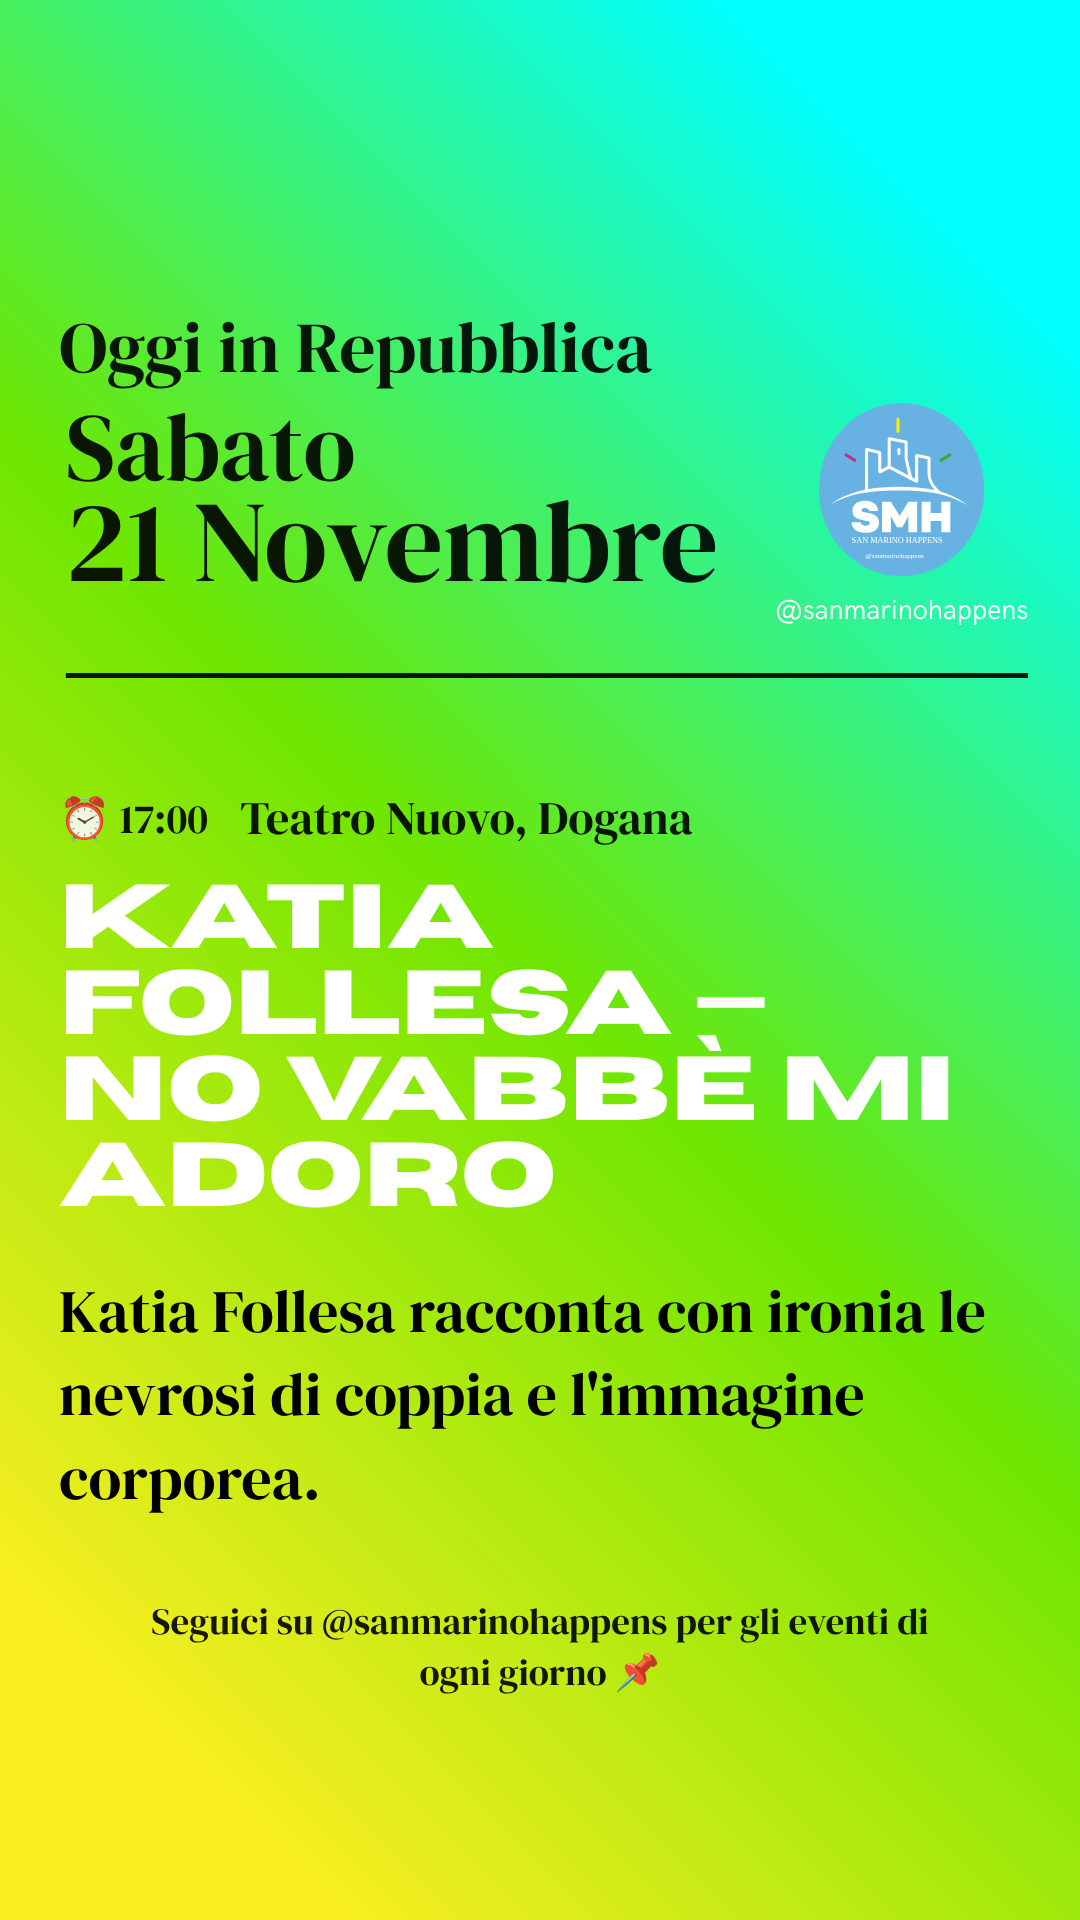 Oggi in Repubblica
Sabato
21 Novembre
SMH
SAN MARINO HAPPENS
@sanmarinohappens
@sanmarinohappens
⏰ 17:00 Teatro Nuovo, Dogana
KATIA
FOLLESA –
NO VABBÈ MI
ADORO
Katia Follesa racconta con ironia le
nevrosi di coppia e l'immagine
corporea.
Seguici su @sanmarinohappens per gli eventi di
ogni giorno 📌